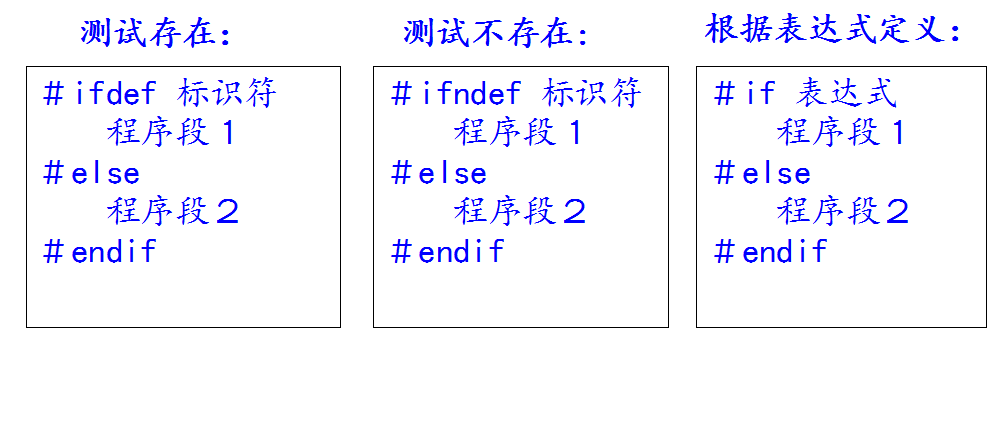 测试存在：
＃ifdef 标识符
程序段1
＃else
程序段２
＃endif
测试不存在：
＃ifndef 标识符
程序段1
＃else
程序段２
＃endif
根据表达式定义：
＃if 表达式
程序段1
＃else
程序段２
＃endif